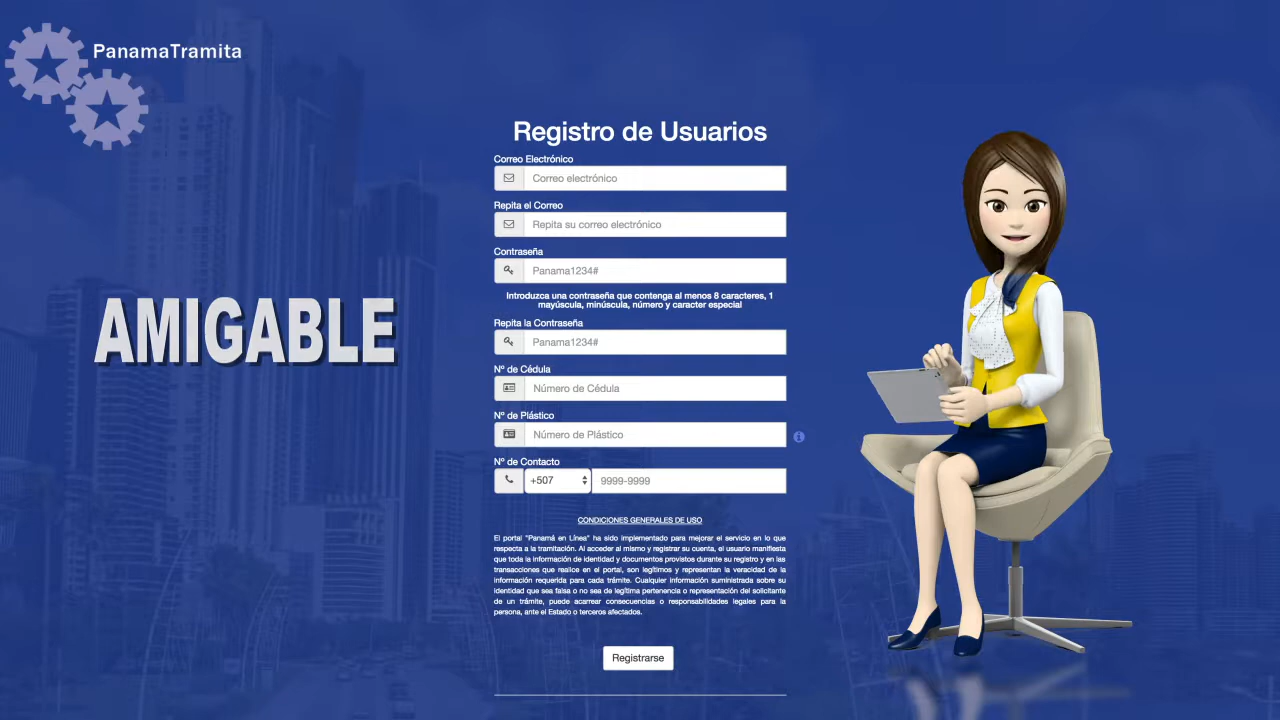 PanamaTramita
AMIGABLE
Registro de Usuarios
Correo Electrónico
Correo electrónico
Repita el Correo
Repita su correo electrónico
Contraseña
Panama1234#
Introduzca una contraseña que contenga al menos 8 caracteres, 1
mayúscula, minúscula, número y caracter especial
Repita la Contraseña
Panama1234#
Nº de Cédula
Número de Cédula
Nº de Plástico
Número de Plástico
Nº de Contacto
+507 9999-9999
CONDICIONES GENERALES DE USO
El portal "Panamá en Línea" ha sido implementado para mejorar el servicio en lo que
respecta a la tramitación. Al acceder al mismo y registrar su cuenta, el usuario manifiesta
que toda la información de identidad y documentos provistos durante su registro y en las
transacciones que realice en el portal, son legítimos y representan la veracidad de la
información requerida para cada trámite. Cualquier información suministrada sobre su
identidad que sea falsa o no sea de legítima pertenencia o representación del solicitante
de un trámite, puede acarrear consecuencias o responsabilidades legales para la
persona, ante el Estado o terceros afectados.
Registrarse